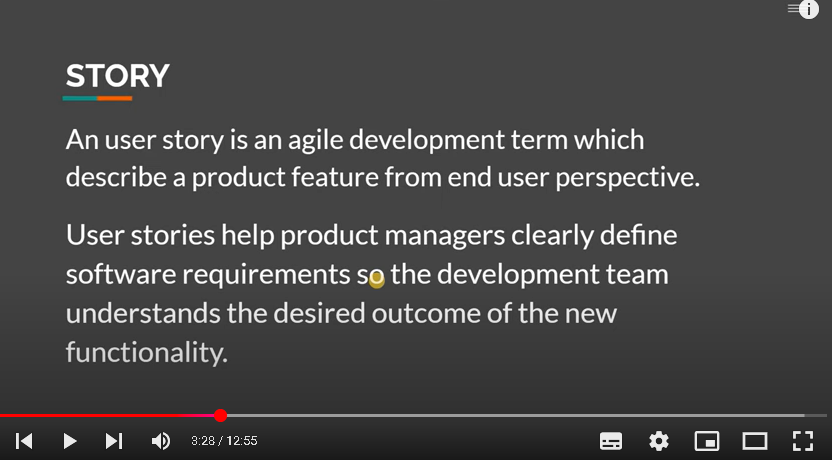 STORY
An user story is an agile development term which
describe a product feature from end user perspective.
User stories help product managers clearly define
software requirements so the development team
understands the desired outcome of the new
functionality.
3:28 / 12:55